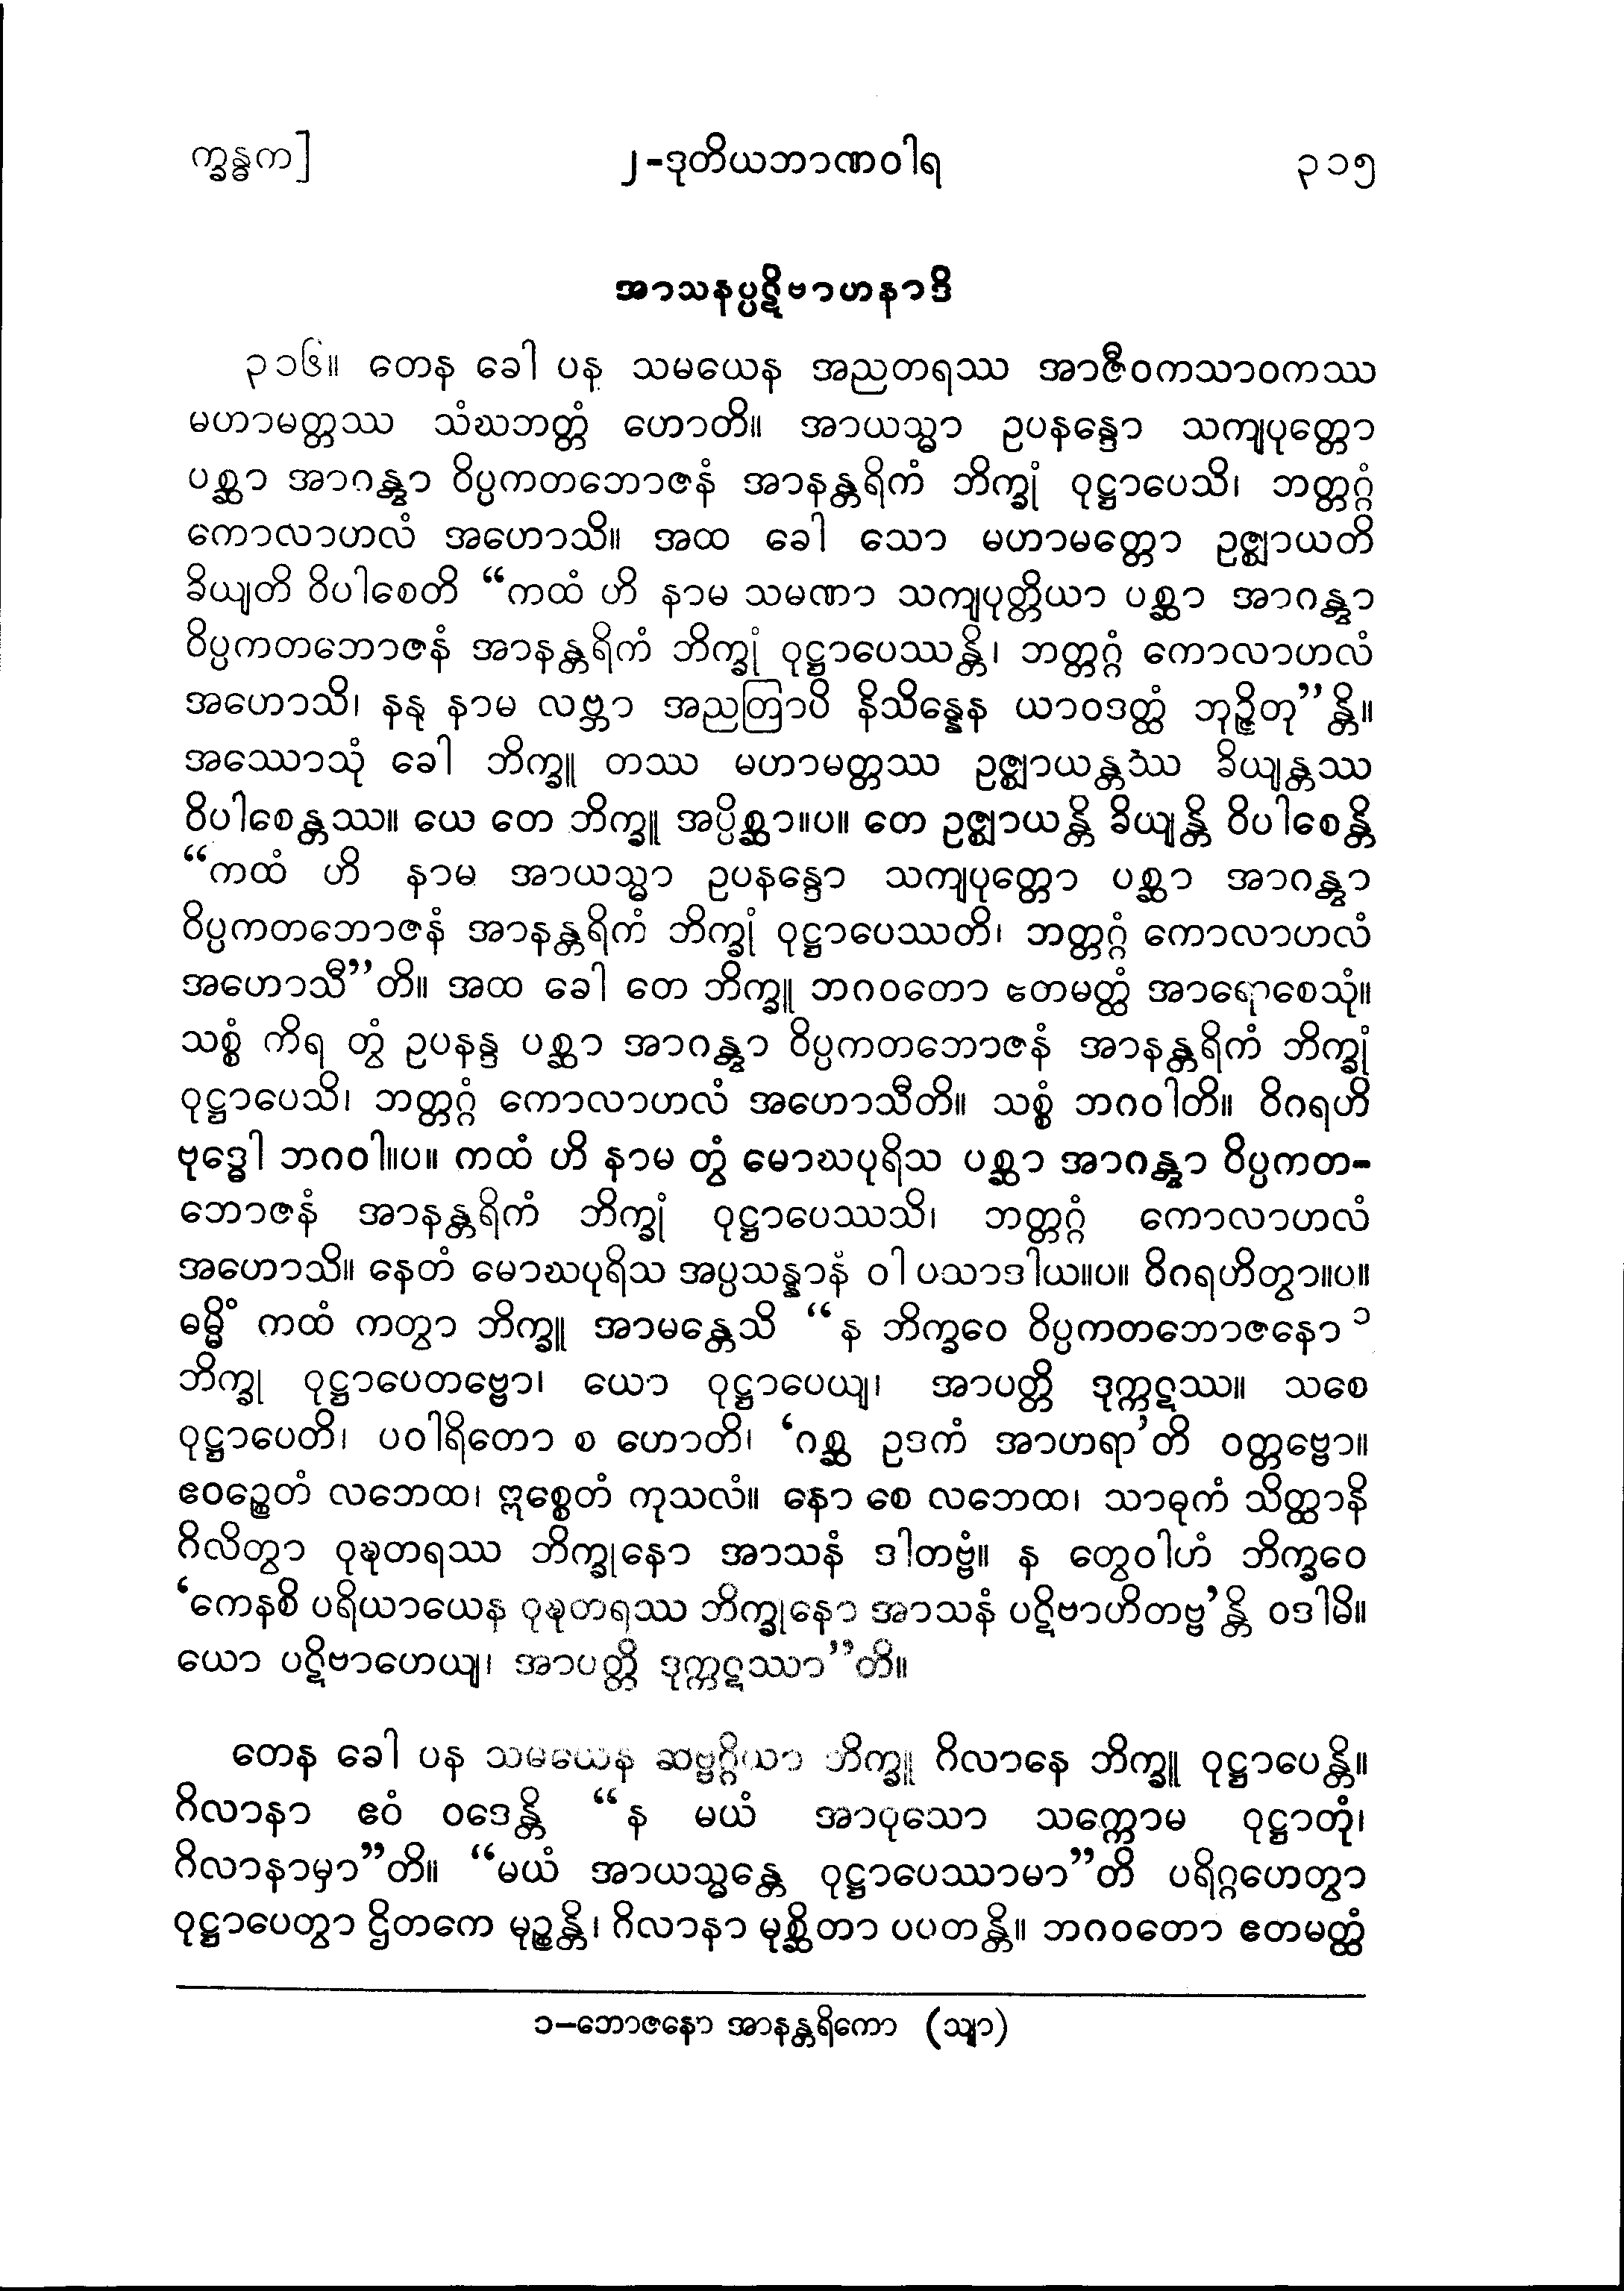 က္ခန္ဓက]
၂-ဒုတိယဘာဏဝါရ
၃၁၅
အာသနပ္ပဋိဗာဟနာဒိ
၃၁၆။ တေန ခေါ ပန သမယေန အညတရဿ အာဇီဝကသာဝကဿ
မဟာမတ္တဿ သံဃဘတ္တံ ဟောတိ။ အာယသ္မာ ဥပနန္ဒော သကျပုတ္တော
ပစ္ဆာ အာဂန္တွာ ဝိပ္ပကတဘောဇနံ အာနန္တရိကံ ဘိက္ခုံ ဝုဋ္ဌာပေသိ၊ ဘတ္တဂ္ဂံ
ကောလာဟလံ အဟောသိ။ အထ ခေါ သော မဟာမတ္တော ဥဇ္ဈာယတိ
ခိယျတိ ဝိပါစေတိ “ကထံ ဟိ နာမ သမဏာ သကျပုတ္တိယာ ပစ္ဆာ အာဂန္တွာ
ဝိပ္ပကတဘောဇနံ အာနန္တရိကံ ဘိက္ခုံ ဝုဋ္ဌာပေဿန္တိ၊ ဘတ္တဂ္ဂံ ကောလာဟလံ
အဟောသိ၊ နနု နာမ လဗ္ဘာ အညတြာပိ နိသိန္နေန ယာဝဒတ္ထံ ဘုဉ္ဇိတု”န္တိ။
အဿောသုံ ခေါ ဘိက္ခူ တဿ မဟာမတ္တဿ ဥဇ္ဈာယန္တဿ ခိယျန္တဿ
ဝိပါစေန္တဿ။ ယေ တေ ဘိက္ခူ အပ္ပိစ္ဆာ။ပ။ တေ ဥဇ္ဈာယန္တိ ခိယျန္တိ ဝိပါစေန္တိ
“ကထံ ဟိ နာမ အာယသ္မာ ဥပနန္ဒော သကျပုတ္တော ပစ္ဆာ အာဂန္တွာ
ဝိပ္ပကတဘောဇနံ အာနန္တရိကံ ဘိက္ခုံ ဝုဋ္ဌာပေဿတိ၊ ဘတ္တဂ္ဂံ ကောလာဟလံ
အဟောသီ”တိ။ အထ ခေါ တေ ဘိက္ခူ ဘဂဝတော ဧတမတ္ထံ အာရောစေသုံ။
သစ္စံ ကိရ တွံ ဥပနန္ဒ ပစ္ဆာ အာဂန္တွာ ဝိပ္ပကတဘောဇနံ အာနန္တရိကံ ဘိက္ခုံ
ဝုဋ္ဌာပေသိ၊ ဘတ္တဂ္ဂံ ကောလာဟလံ အဟောသီတိ။ သစ္စံ ဘဂဝါတိ။ ဝိဂရဟိ
ဗုဒ္ဓေါ ဘဂဝါ။ပ။ ကထံ ဟိ နာမ တွံ မောဃပုရိသ ပစ္ဆာ အာဂန္တွာ ဝိပ္ပကတ-
ဘောဇနံ အာနန္တရိကံ ဘိက္ခုံ ဝုဋ္ဌာပေဿသိ၊ ဘတ္တဂ္ဂံ ကောလာဟလံ
အဟောသိ။ နေတံ မောဃပုရိသ အပ္ပသန္နာနံ ဝါ ပသာဒါယ။ပ။ ဝိဂရဟိတွာ။ပ။
ဓမ္မိံ ကထံ ကတွာ ဘိက္ခူ အာမန္တေသိ “န ဘိက္ခဝေ ဝိပ္ပကတဘောဇနော ၁
ဘိက္ခု ဝုဋ္ဌာပေတဗ္ဗော၊ ယော ဝုဋ္ဌာပေယျ၊ အာပတ္တိ ဒုက္ကဋဿ။ သစေ
ဝုဋ္ဌာပေတိ၊ ပဝါရိတော စ ဟောတိ၊ ‘ဂစ္ဆ ဥဒကံ အာဟရာ’တိ ဝတ္တဗ္ဗော။
ဧဝဉ္စေတံ လဘေထ၊ ဣစ္စေတံ ကုသလံ။ နော စေ လဘေထ၊ သာဓုကံ သိတ္ထာနိ
ဂိလိတွာ ဝုဍ္ဎတရဿ ဘိက္ခုနော အာသနံ ဒါတဗ္ဗံ။ န တွေဝါဟံ ဘိက္ခဝေ
‘ကေနစိ ပရိယာယေန ဝုဍ္ဎတရဿ ဘိက္ခုနော အာသနံ ပဋိဗာဟိတဗ္ဗ’န္တိ ဝဒါမိ။
ယော ပဋိဗာဟေယျ၊ အာပတ္တိ ဒုက္ကဋဿာ”တိ။
တေန ခေါ ပန သမယေန ဆဗ္ဗဂ္ဂိယာ ဘိက္ခူ ဂိလာနေ ဘိက္ခူ ဝုဋ္ဌာပေန္တိ။
ဂိလာနာ ဧဝံ ဝဒေန္တိ “န မယံ အာဝုသော သက္ကောမ ဝုဋ္ဌာတုံ၊
ဂိလာနာမှာ”တိ။ “မယံ အာယသ္မန္တေ ဝုဋ္ဌာပေဿာမာ”တိ ပရိဂ္ဂဟေတွာ
ဝုဋ္ဌာပေတွာ ဌိတကေ မုဉ္စန္တိ၊ ဂိလာနာ မုစ္ဆိတာ ပပတန္တိ။ ဘဂဝတော ဧတမတ္ထံ
၁-ဘောဇနော အာနန္တရိကော (သျာ)